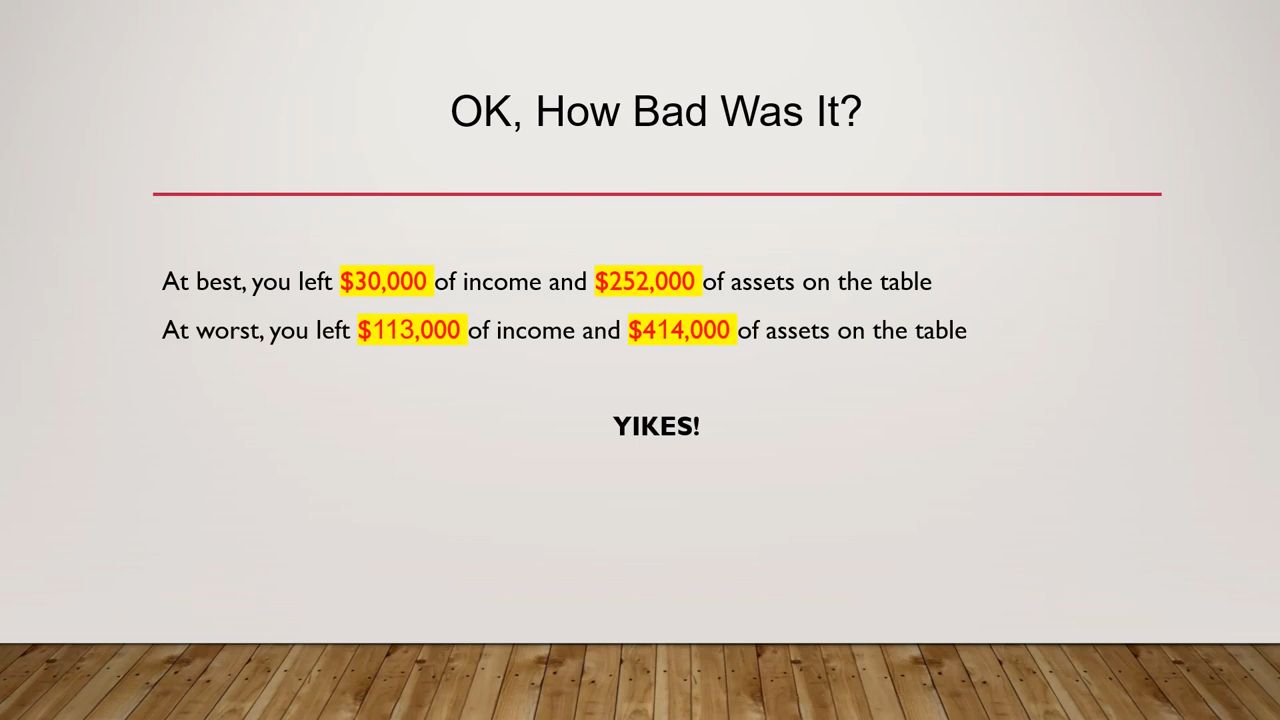 OK, How Bad Was It?
At best, you left $30,000 of income and $252,000 of assets on the table
At worst, you left $113,000 of income and $414,000 of assets on the table
YIKES!